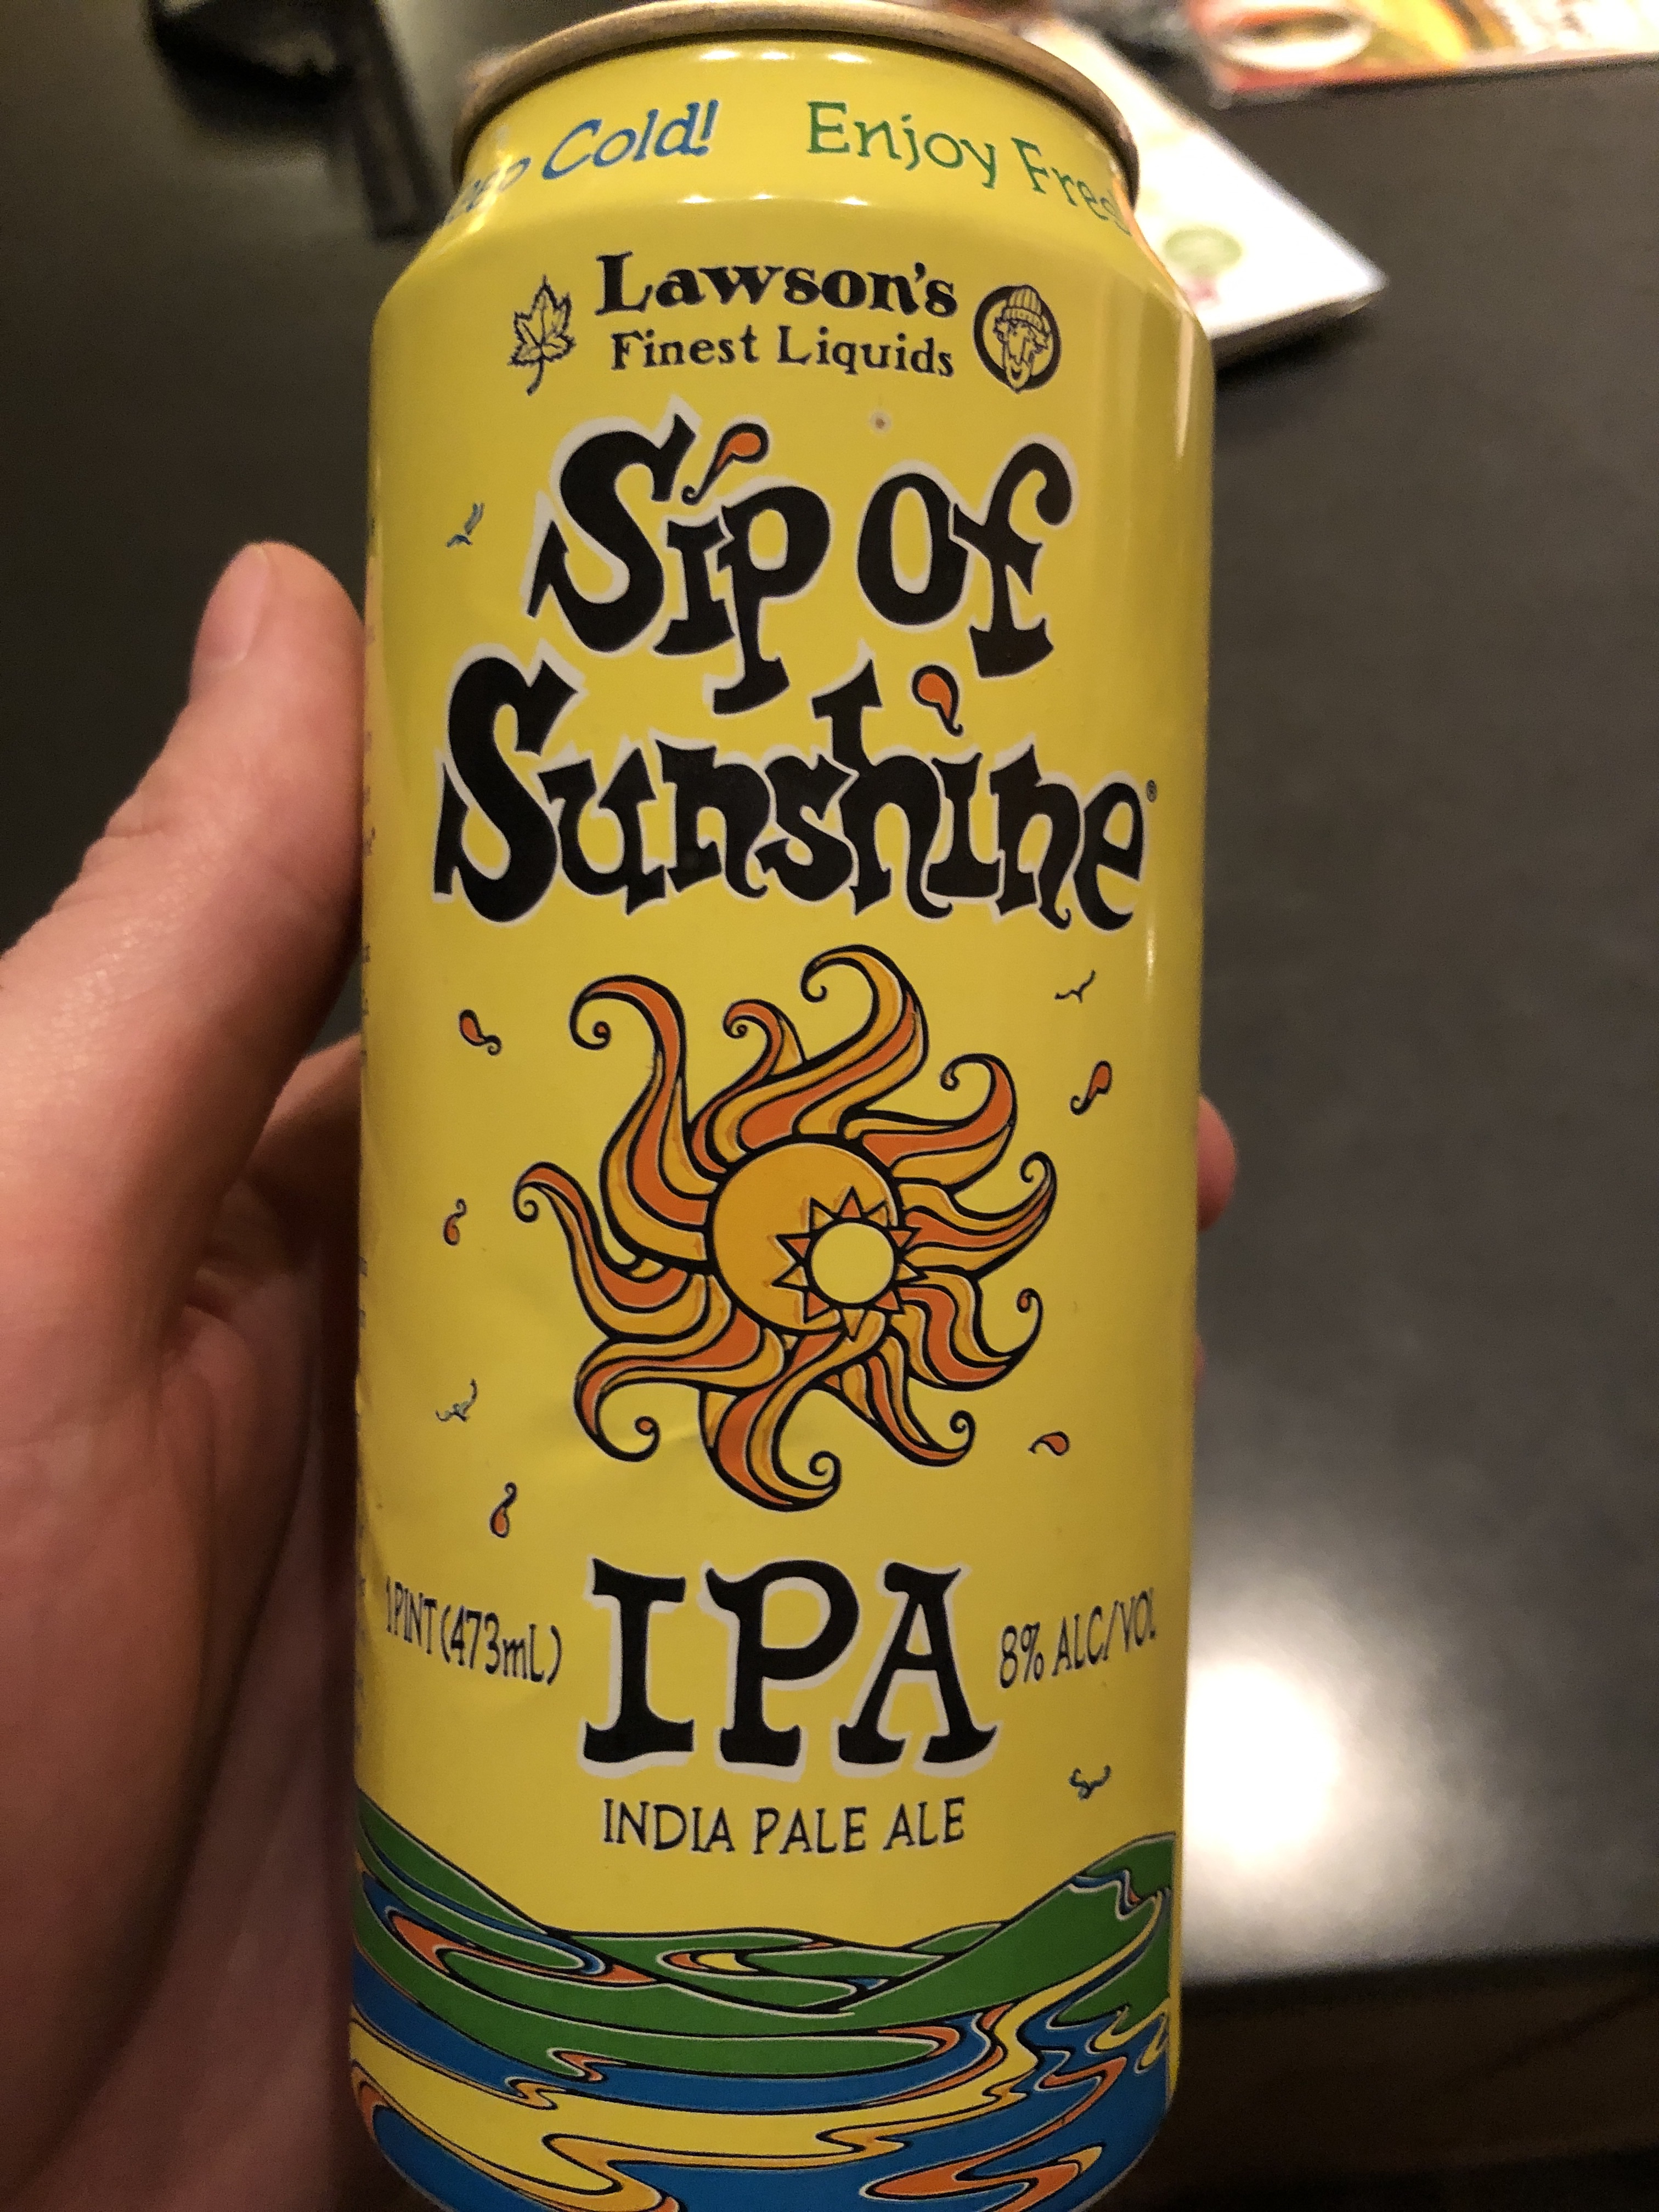 Cold! Enjoy
Lawson's
Finest Liquids
Sip of
Sunshine®
1 PINT (473mL) IPA 8% ALC/VOL
INDIA PALE ALE